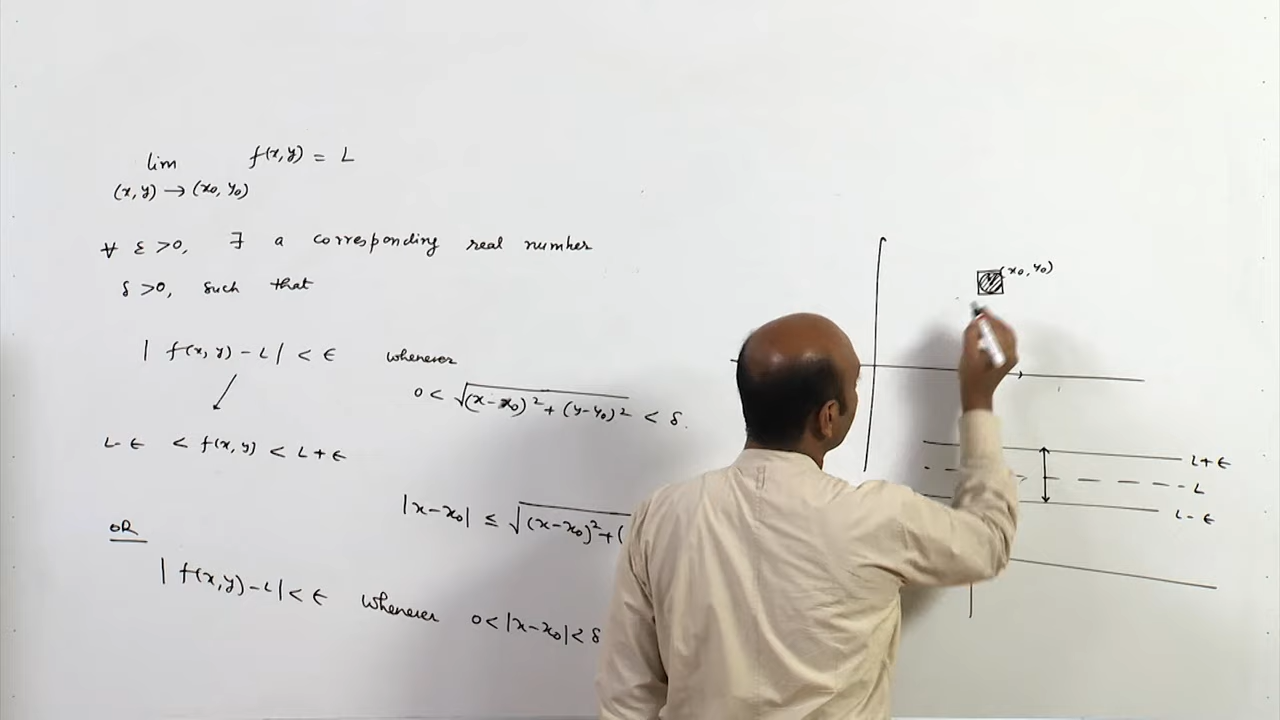 lim f(x,y) = L
(x,y) → (x₀, y₀)
∀ ε >0, ∃ a corresponding real number
δ >0, such that
| f(x,y) - L | < ϵ whenever
0 < √(x-x₀)² + (y-y₀)² < δ.
L-ϵ < f(x,y) < L+ϵ
|x-x₀| ≤ √(x-x₀)² + (
OR
| f(x,y) - L | < ϵ whenever 0 < |x-x₀| < δ
(x₀, y₀)
L+ϵ
L
L-ϵ